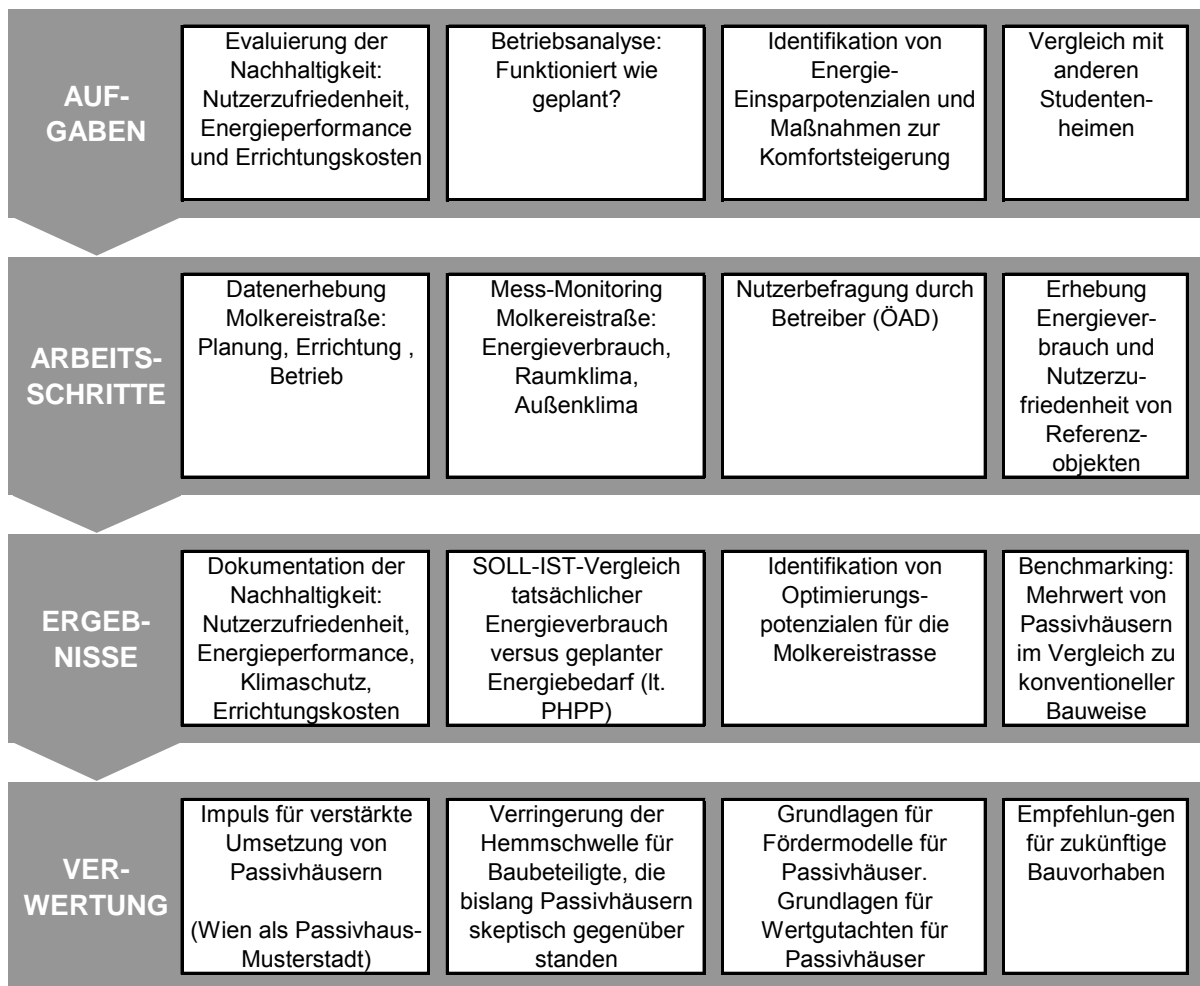 AUF-
GABEN
Evaluierung der
Nachhaltigkeit:
Nutzerzufriedenheit,
Energieperformance
und Errichtungskosten
Betriebsanalyse:
Funktioniert wie
geplant?
Identifikation von
Energie-
Einsparpotenzialen und
Maßnahmen zur
Komfortsteigerung
Vergleich mit
anderen
Studenten-
heimen
ARBEITS-
SCHRITTE
Datenerhebung
Molkereistraße:
Planung, Errichtung ,
Betrieb
Mess-Monitoring
Molkereistraße:
Energieverbrauch,
Raumklima,
Außenklima
Nutzerbefragung durch
Betreiber (ÖAD)
Erhebung
Energiever-
brauch und
Nutzerzu-
friedenheit von
Referenz-
objekten
ERGEB-
NISSE
Dokumentation der
Nachhaltigkeit:
Nutzerzufriedenheit,
Energieperformance,
Klimaschutz,
Errichtungskosten
SOLL-IST-Vergleich
tatsächlicher
Energieverbrauch
versus geplanter
Energiebedarf (lt.
PHPP)
Identifikation von
Optimierungs-
potenzialen für die
Molkereistrasse
Benchmarking:
Mehrwert von
Passivhäusern
im Vergleich zu
konventioneller
Bauweise
VER-
WERTUNG
Impuls für verstärkte
Umsetzung von
Passivhäusern
(Wien als Passivhaus-
Musterstadt)
Verringerung der
Hemmschwelle für
Baubeteiligte, die
bislang Passivhäusern
skeptisch gegenüber
standen
Grundlagen für
Fördermodelle für
Passivhäuser.
Grundlagen für
Wertgutachten für
Passivhäuser
Empfehlun-gen
für zukünftige
Bauvorhaben